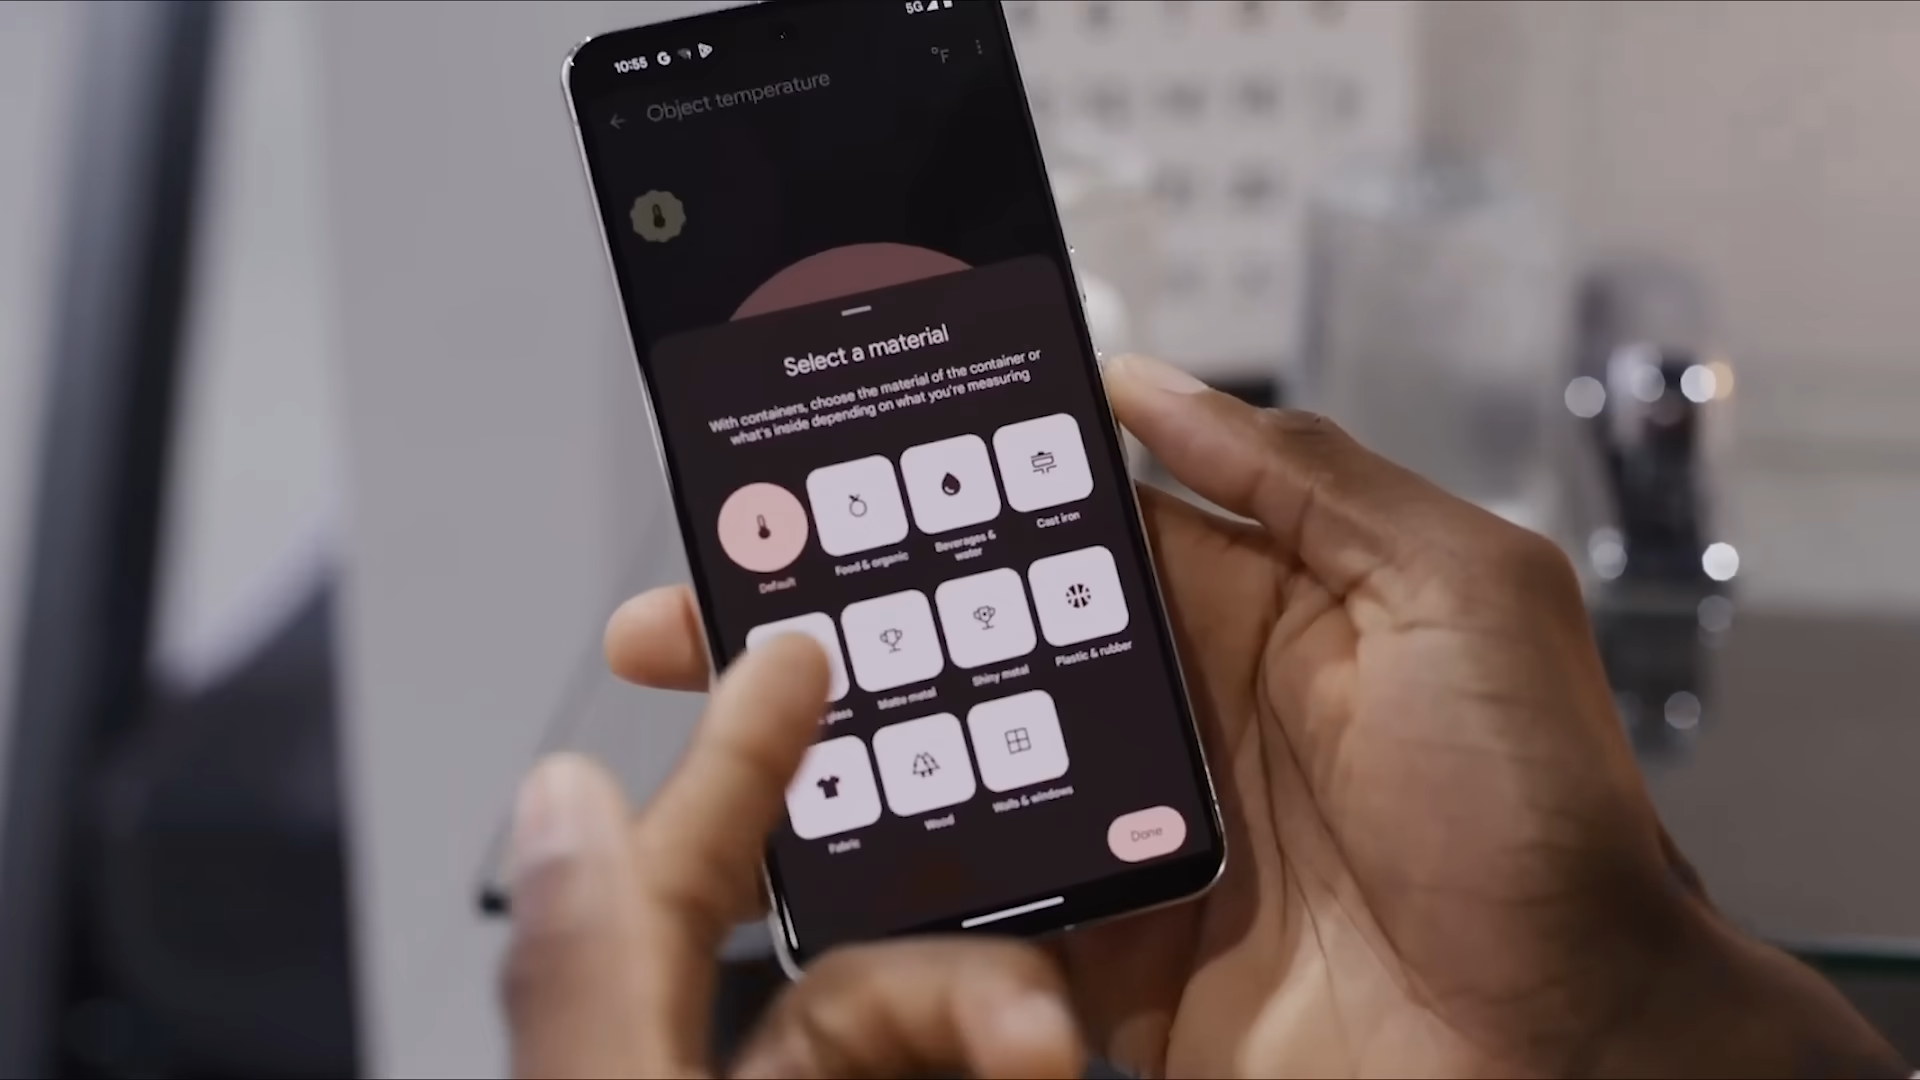 10:55
5G
Object temperature
°F
Select a material
With containers, choose the material of the container or
what's inside depending on what you're measuring
Default
Food & organic
Beverages &
water
Cast iron
glass
Matte metal
Shiny metal
Plastic & rubber
Fabric
Wood
Walls & windows
Done